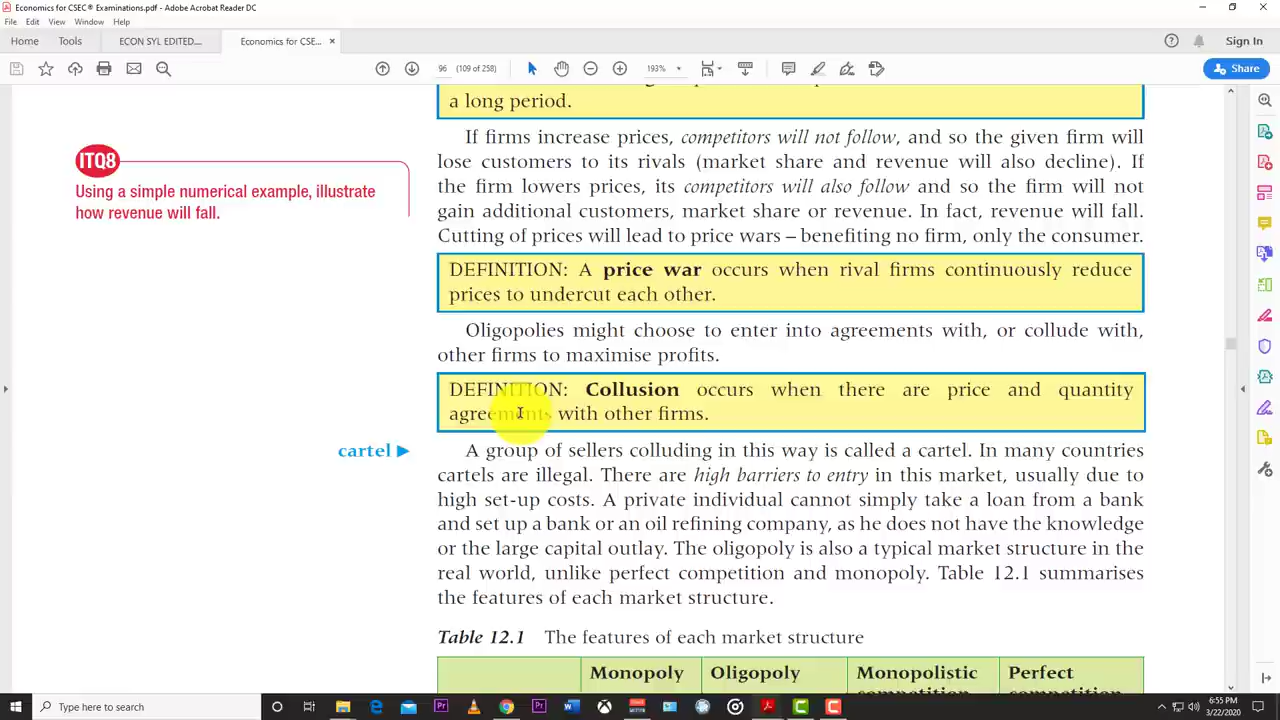 Economics for CSEC® Examinations.pdf - Adobe Acrobat Reader DC
File Edit View Window Help
Home Tools ECON SYL EDITED.... Economics for CSE... × Sign In
96 (109 of 258) 193% Share
a long period.
If firms increase prices, competitors will not follow, and so the given firm will
lose customers to its rivals (market share and revenue will also decline). If
the firm lowers prices, its competitors will also follow and so the firm will not
gain additional customers, market share or revenue. In fact, revenue will fall.
Cutting of prices will lead to price wars – benefiting no firm, only the consumer.
ITQ8
Using a simple numerical example, illustrate
how revenue will fall.
DEFINITION: A price war occurs when rival firms continuously reduce
prices to undercut each other.
Oligopolies might choose to enter into agreements with, or collude with,
other firms to maximise profits.
DEFINITION: Collusion occurs when there are price and quantity
agreements with other firms.
cartel ▶
A group of sellers colluding in this way is called a cartel. In many countries
cartels are illegal. There are high barriers to entry in this market, usually due to
high set-up costs. A private individual cannot simply take a loan from a bank
and set up a bank or an oil refining company, as he does not have the knowledge
or the large capital outlay. The oligopoly is also a typical market structure in the
real world, unlike perfect competition and monopoly. Table 12.1 summarises
the features of each market structure.
Table 12.1 The features of each market structure
Monopoly Oligopoly Monopolistic Perfect
competition competition
Type here to search
6:55 PM
3/22/2020